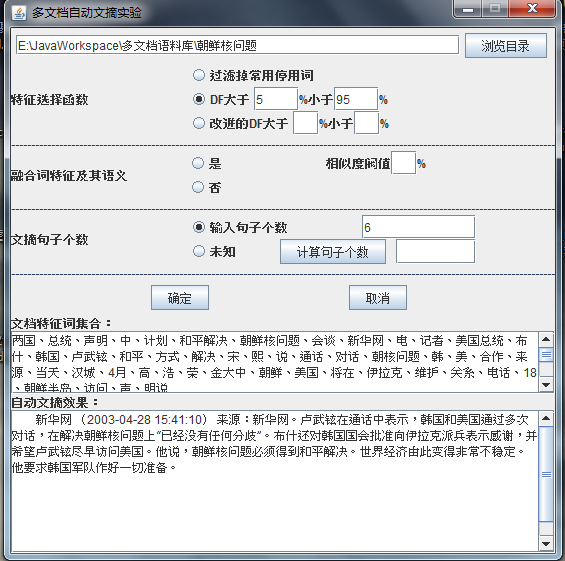 多文档自动文摘实验
E:\JavaWorkspace\多文档语料库\朝鲜核问题 浏览目录
过滤掉常用停用词
特征选择函数 DF大于 5 %小于 95 %
改进的DF大于 %小于 %
是 相似度阈值 %
融合词特征及其语义
否
输入句子个数 6
文摘句子个数
未知 计算句子个数
确定 取消
文档特征词集合：
两国、总统、声明、中、计划、和平解决、朝鲜核问题、会谈、新华网、电、记者、美国总统、布
什、韩国、卢武铉、和平、方式、解决、宋、熙、说、通话、对话、朝核问题、韩、美、合作、来
源、当天、汉城、4月、高、浩、荣、金大中、朝鲜、美国、将在、伊拉克、维护、关系、电话、18
、朝鲜半岛、访问、声、明说
自动文摘效果：
新华网 （2003-04-28 15:41:10） 来源：新华网。卢武铉在通话中表示，韩国和美国通过多次
对话，在解决朝鲜核问题上“已经没有任何分歧”。布什还对韩国国会批准向伊拉克派兵表示感谢，并
希望卢武铉尽早访问美国。他说，朝鲜核问题必须得到和平解决。世界经济由此变得非常不稳定。
他要求韩国军队作好一切准备。